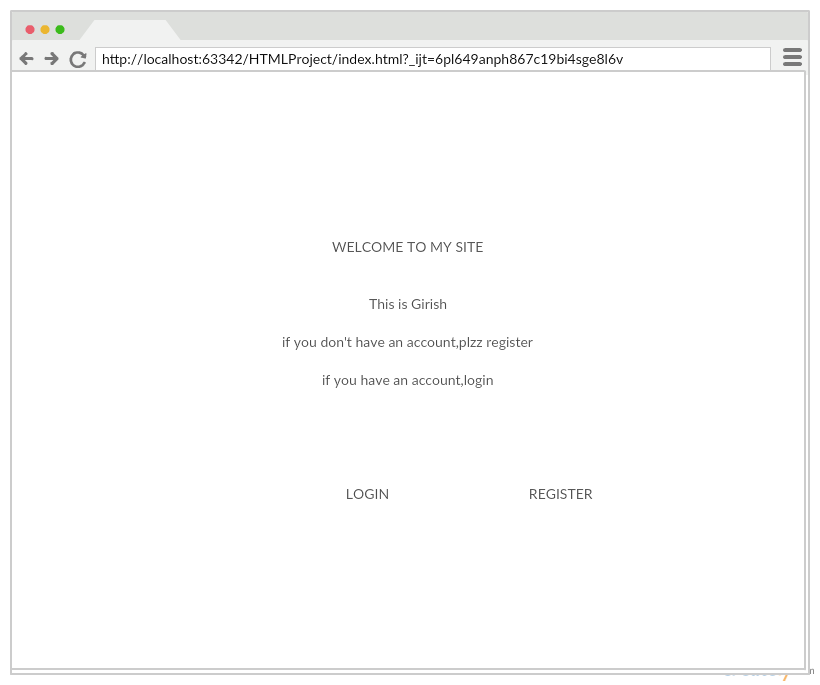 http://localhost:63342/HTMLProject/index.html?_ijt=6pl649anph867c19bi4sge8l6v
WELCOME TO MY SITE
This is Girish
if you don't have an account,plzz register
if you have an account,login
LOGIN REGISTER